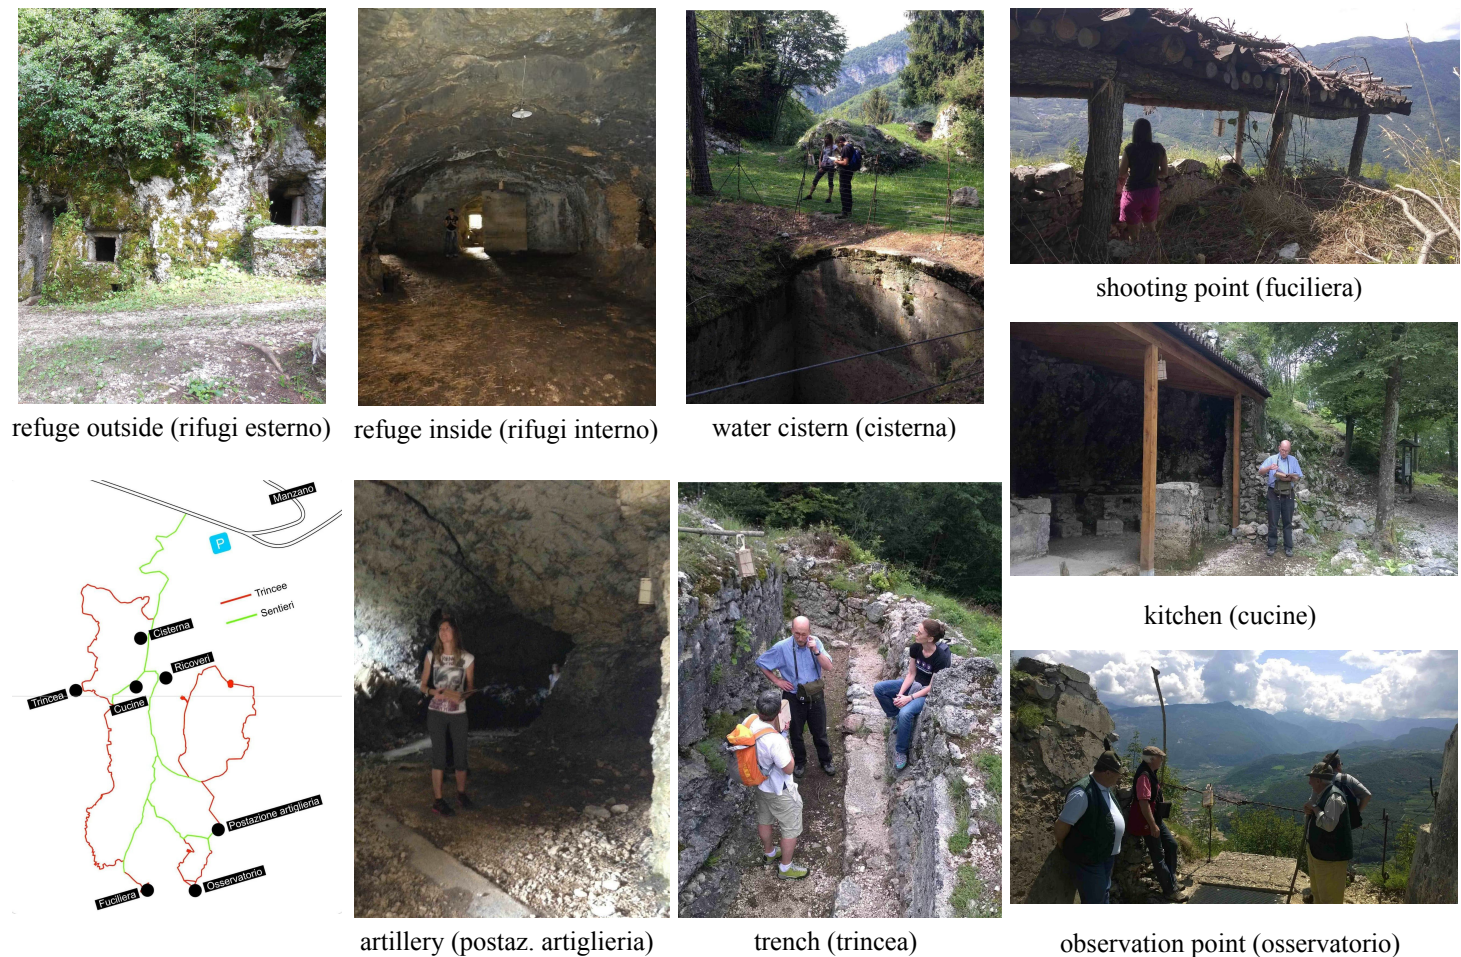 refuge outside (rifugi esterno)
refuge inside (rifugi interno)
water cistern (cisterna)
shooting point (fuciliera)
kitchen (cucine)
Manzano
P
Trincee
Sentieri
Cisterna
Ricoveri
Trincea
Cucine
Postazione artiglieria
Osservatorio
Fuciliera
artillery (postaz. artiglieria)
trench (trincea)
observation point (osservatorio)